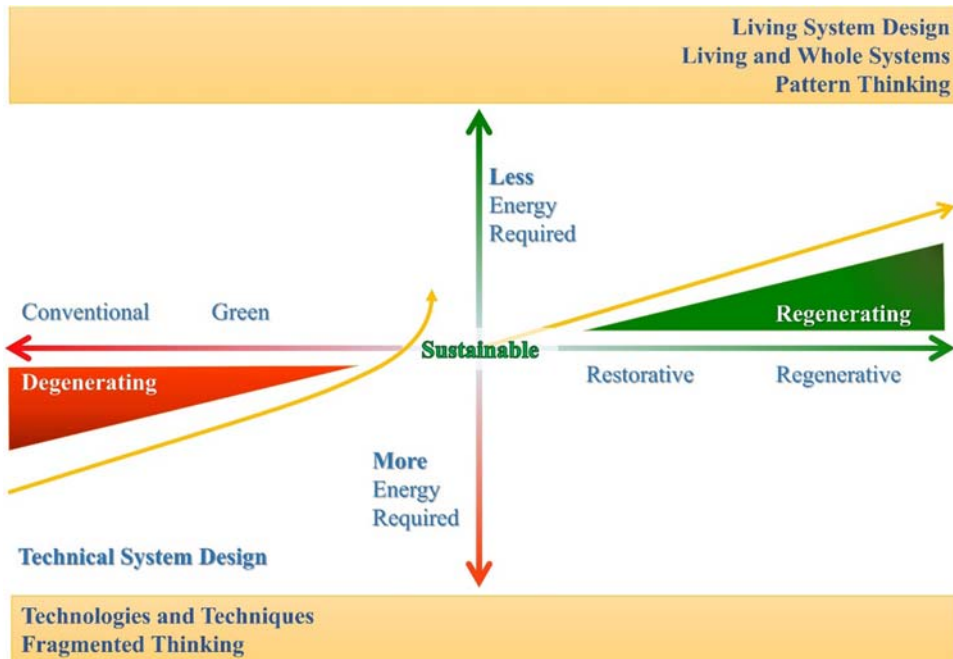 Living System Design
Living and Whole Systems
Pattern Thinking
Less
Energy
Required
Conventional
Green
Regenerating
Sustainable
Degenerating
Restorative
Regenerative
More
Energy
Required
Technical System Design
Technologies and Techniques
Fragmented Thinking